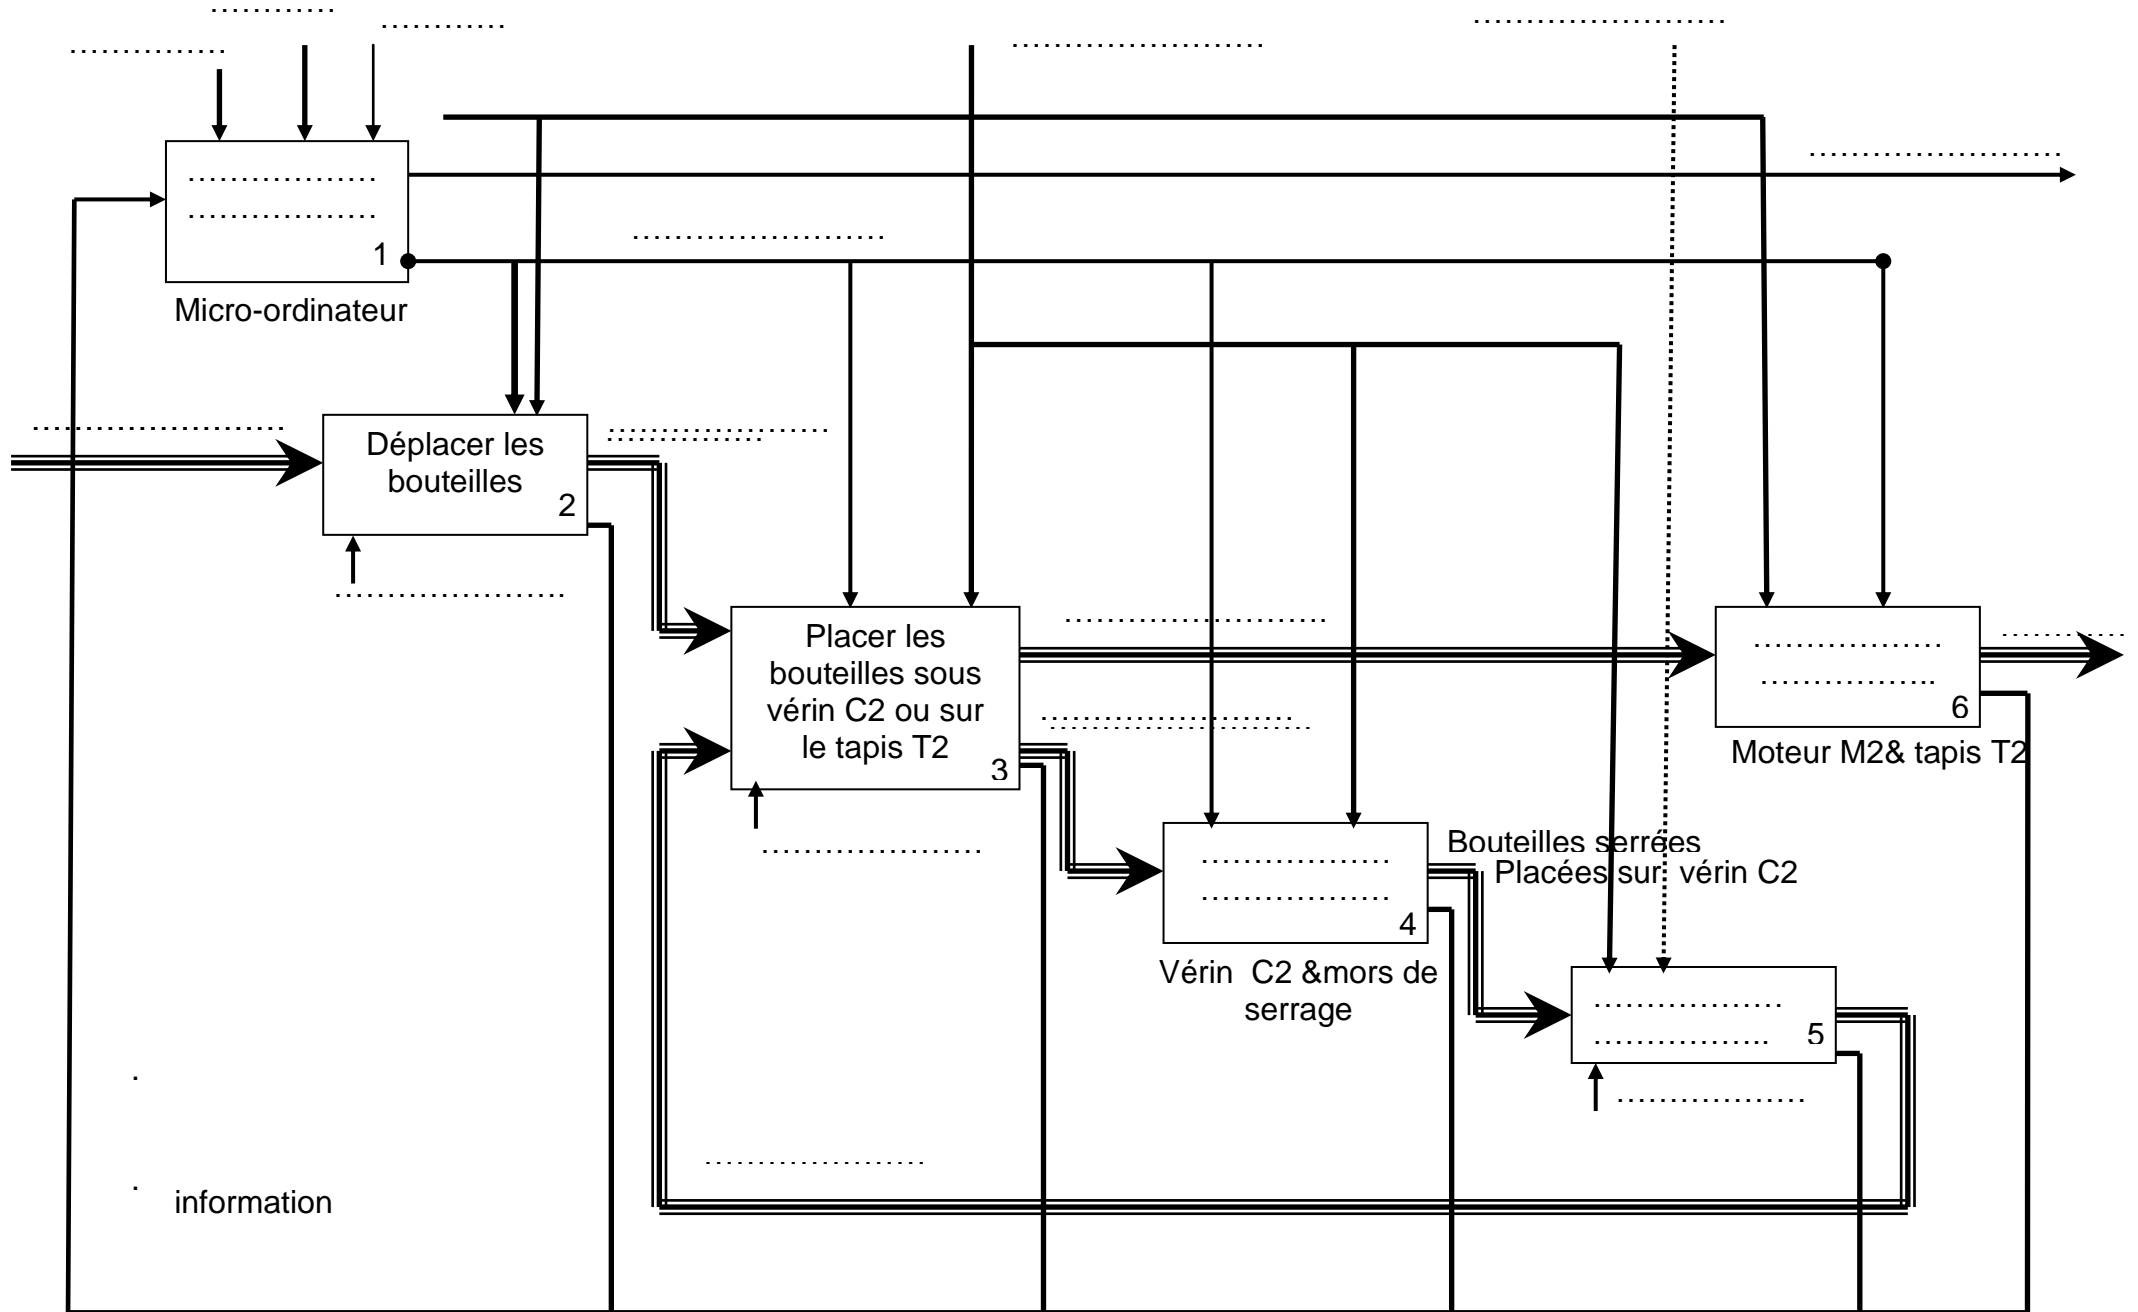 1
Micro-ordinateur
Déplacer les
bouteilles
2
Placer les
bouteilles sous
vérin C2 ou sur
le tapis T2
3
6
Moteur M2& tapis T2
Bouteilles serrées
Placées sur vérin C2
4
Vérin C2 &mors de
serrage
5
information